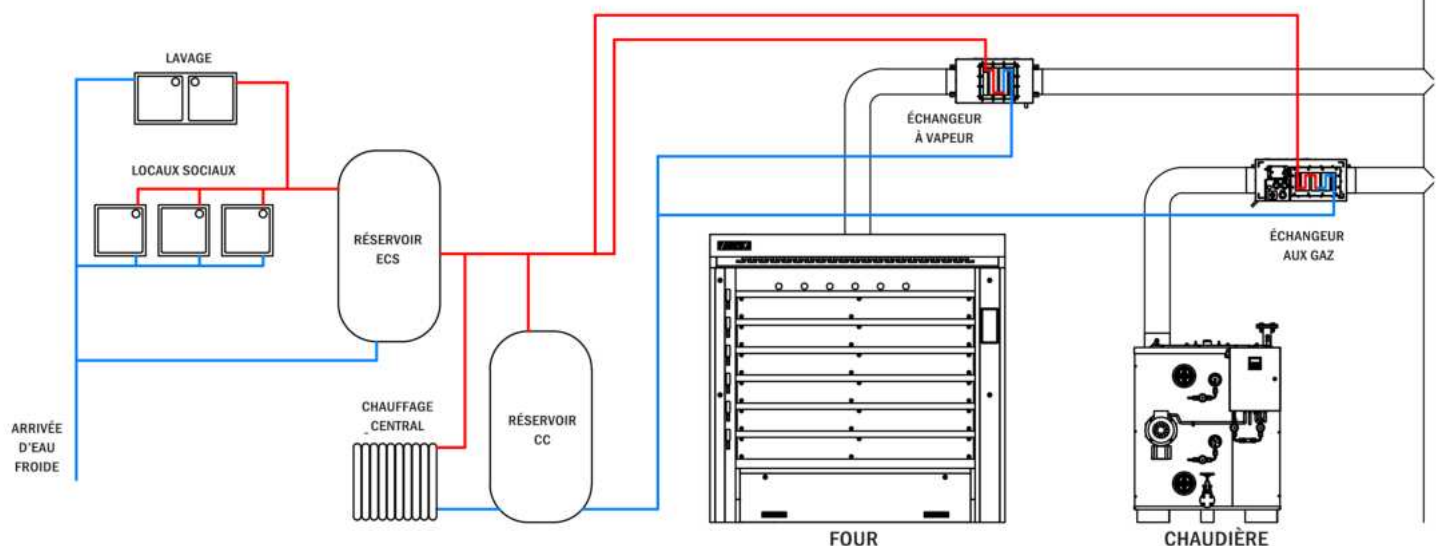 LAVAGE
LOCAUX SOCIAUX
RÉSERVOIR
ECS
ARRIVÉE
D'EAU
FROIDE
CHAUFFAGE
CENTRAL
RÉSERVOIR
CC
ÉCHANGEUR
À VAPEUR
ÉCHANGEUR
AUX GAZ
FOUR
CHAUDIÈRE